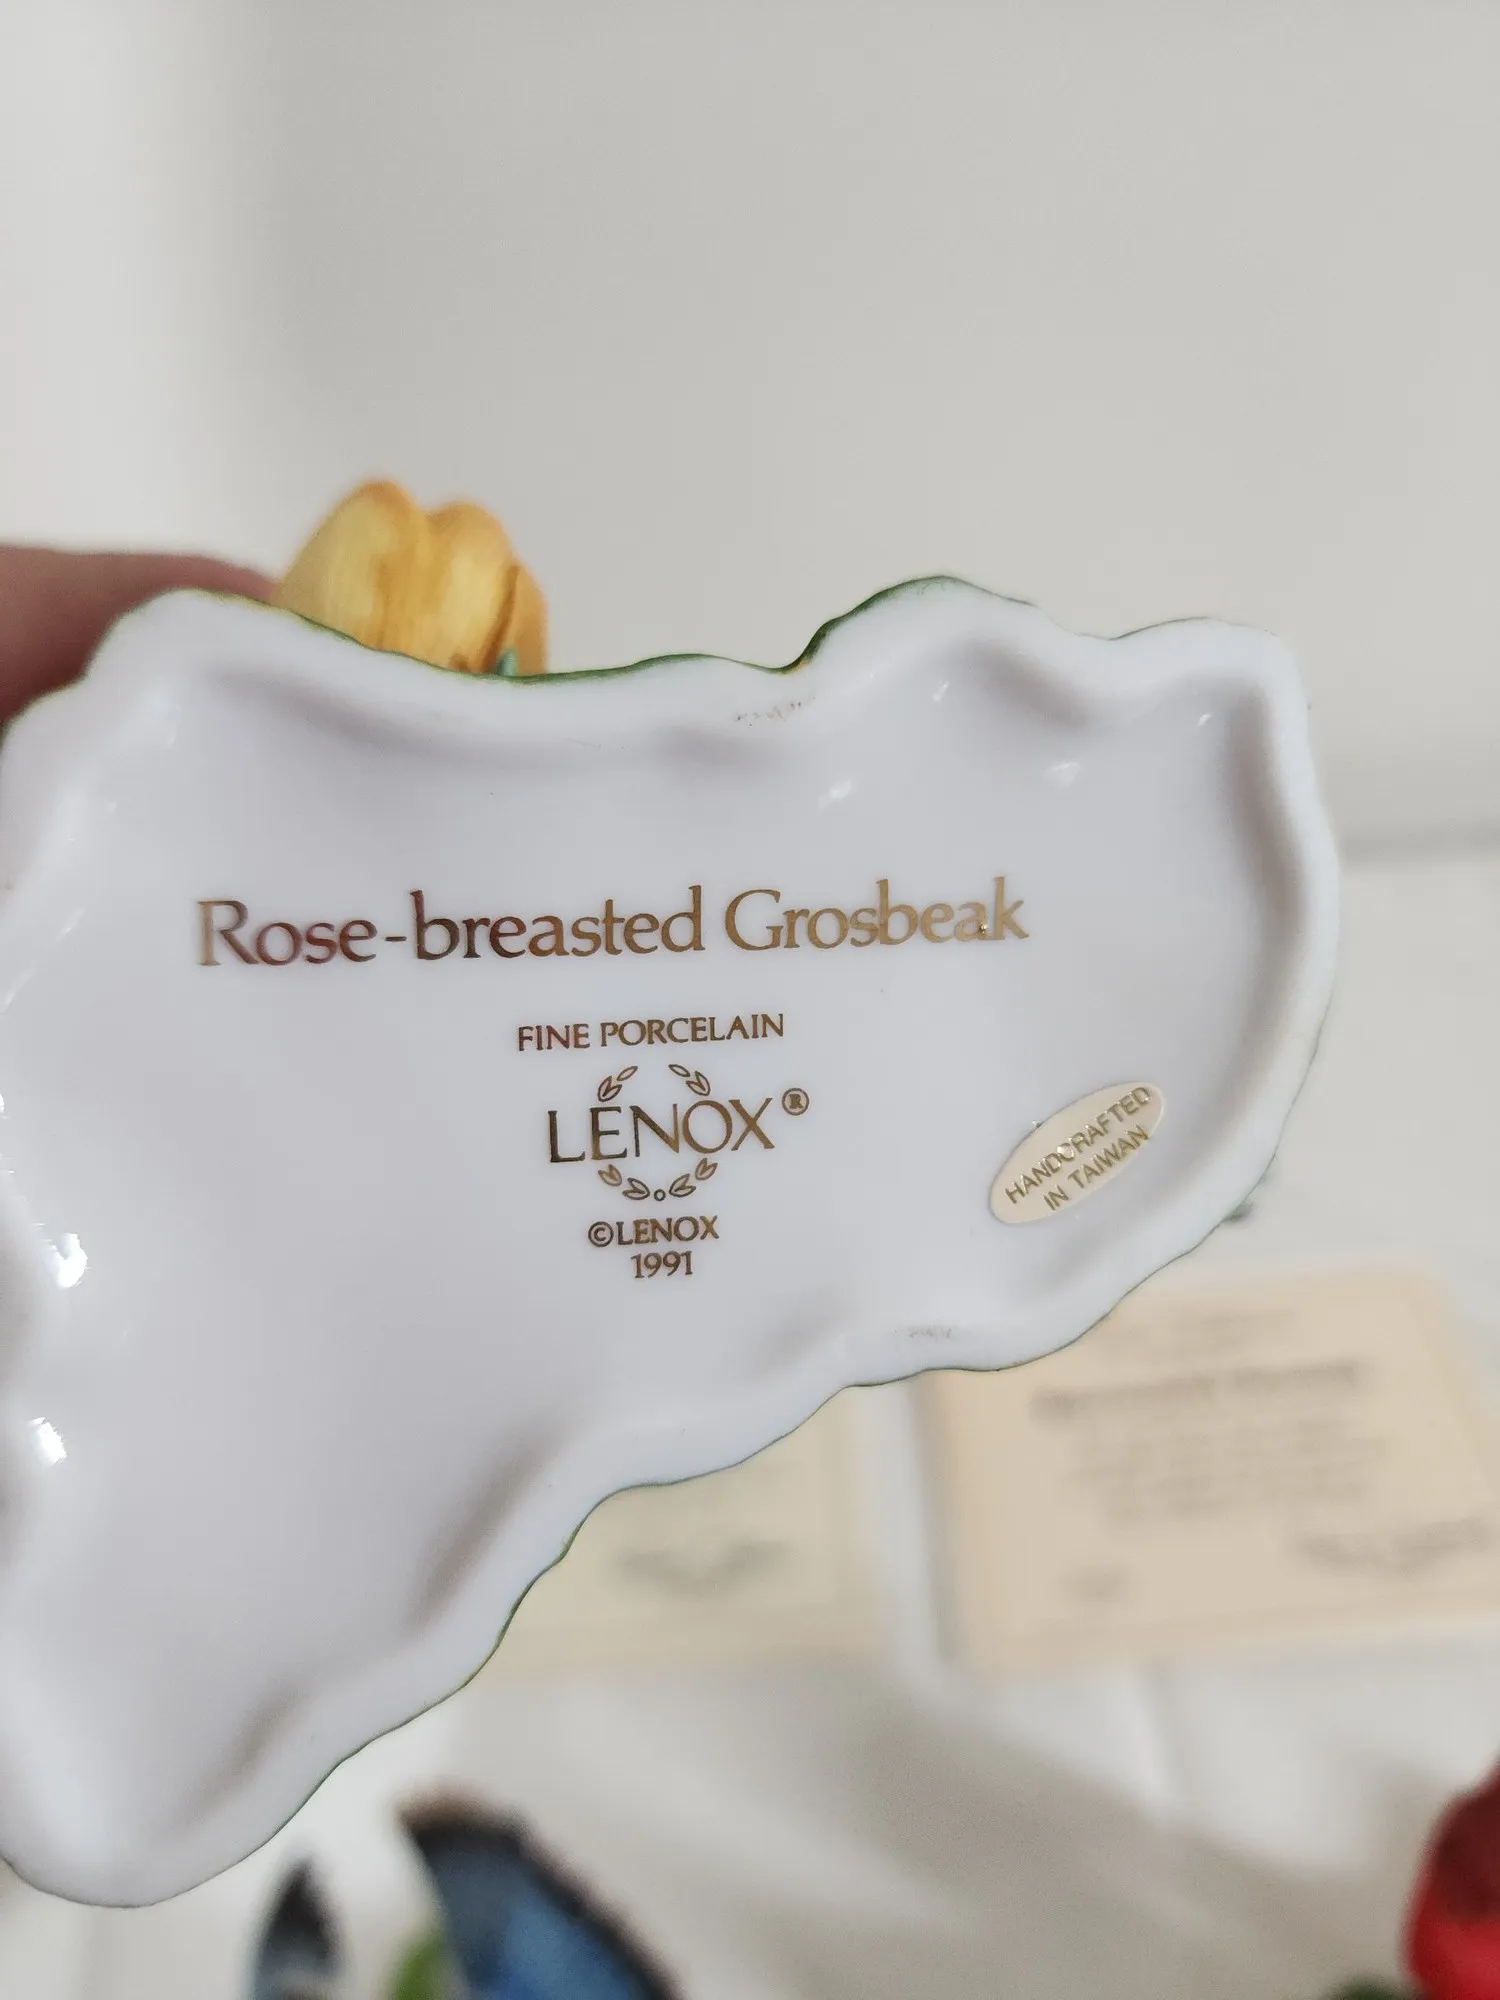 Rose-breasted Grosbeak
FINE PORCELAIN
LENOX®
©LENOX
1991
HANDCRAFTED
IN TAIWAN